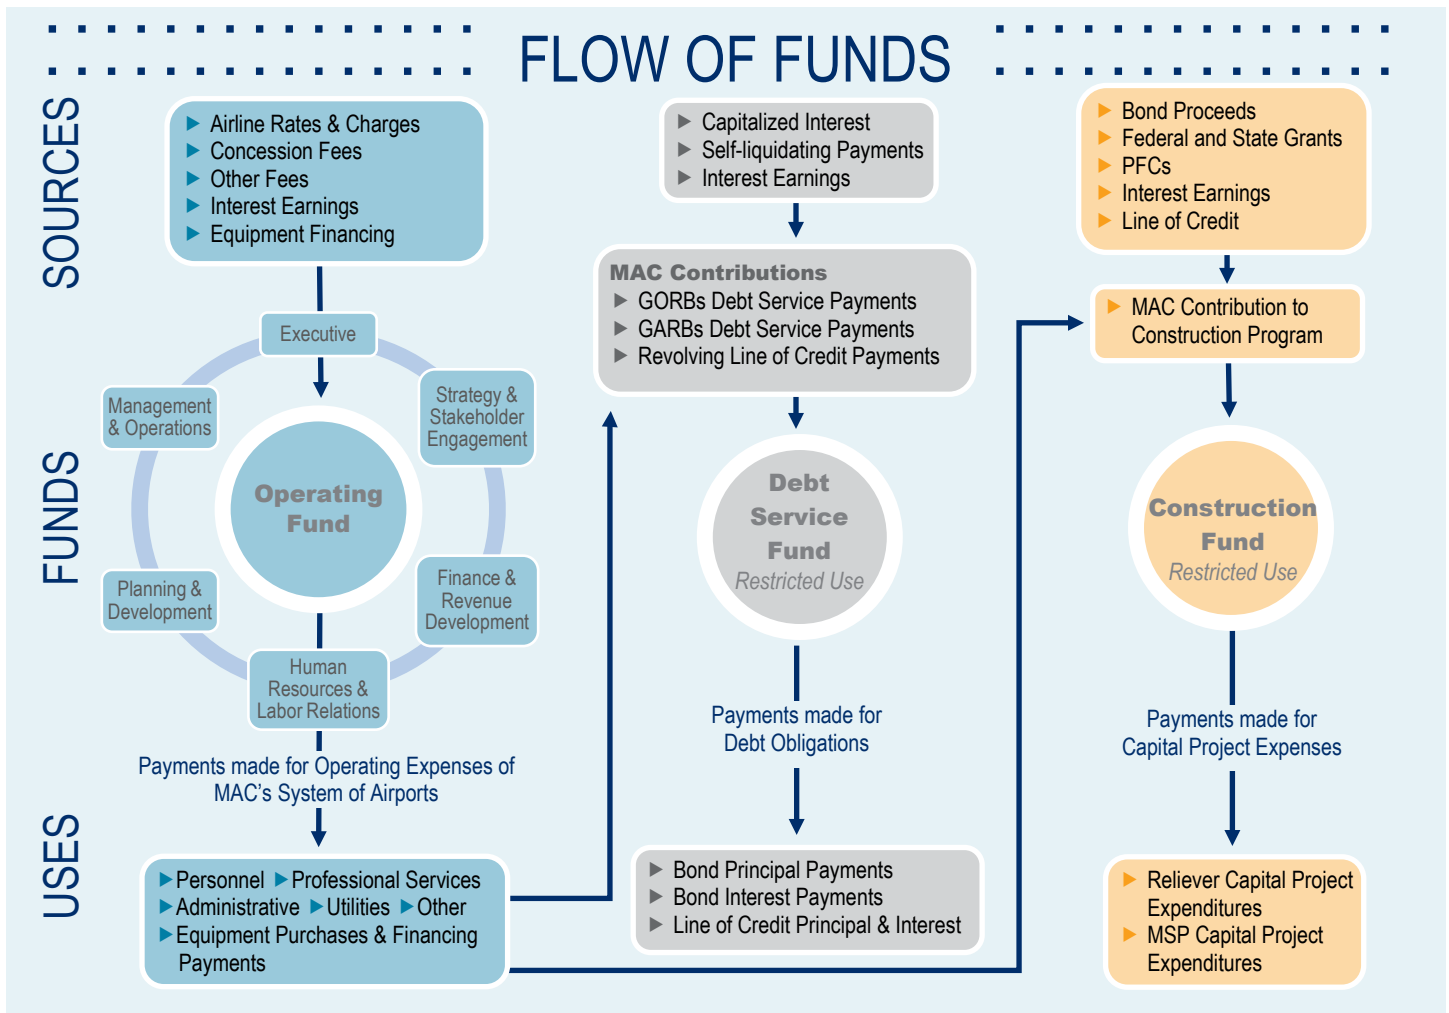 FLOW OF FUNDS
SOURCES
Airline Rates & Charges
Concession Fees
Other Fees
Interest Earnings
Equipment Financing
Capitalized Interest
Self-liquidating Payments
Interest Earnings
Bond Proceeds
Federal and State Grants
PFCs
Interest Earnings
Line of Credit
MAC Contributions
GORBs Debt Service Payments
GARBs Debt Service Payments
Revolving Line of Credit Payments
MAC Contribution to
Construction Program
FUNDS
Executive
Management
& Operations
Strategy &
Stakeholder
Engagement
Operating
Fund
Planning &
Development
Finance &
Revenue
Development
Human
Resources &
Labor Relations
Debt
Service
Fund
Restricted Use
Construction
Fund
Restricted Use
Payments made for Operating Expenses of
MAC's System of Airports
Payments made for
Debt Obligations
Payments made for
Capital Project Expenses
USES
Personnel Professional Services
Administrative Utilities Other
Equipment Purchases & Financing
Payments
Bond Principal Payments
Bond Interest Payments
Line of Credit Principal & Interest
Reliever Capital Project
Expenditures
MSP Capital Project
Expenditures